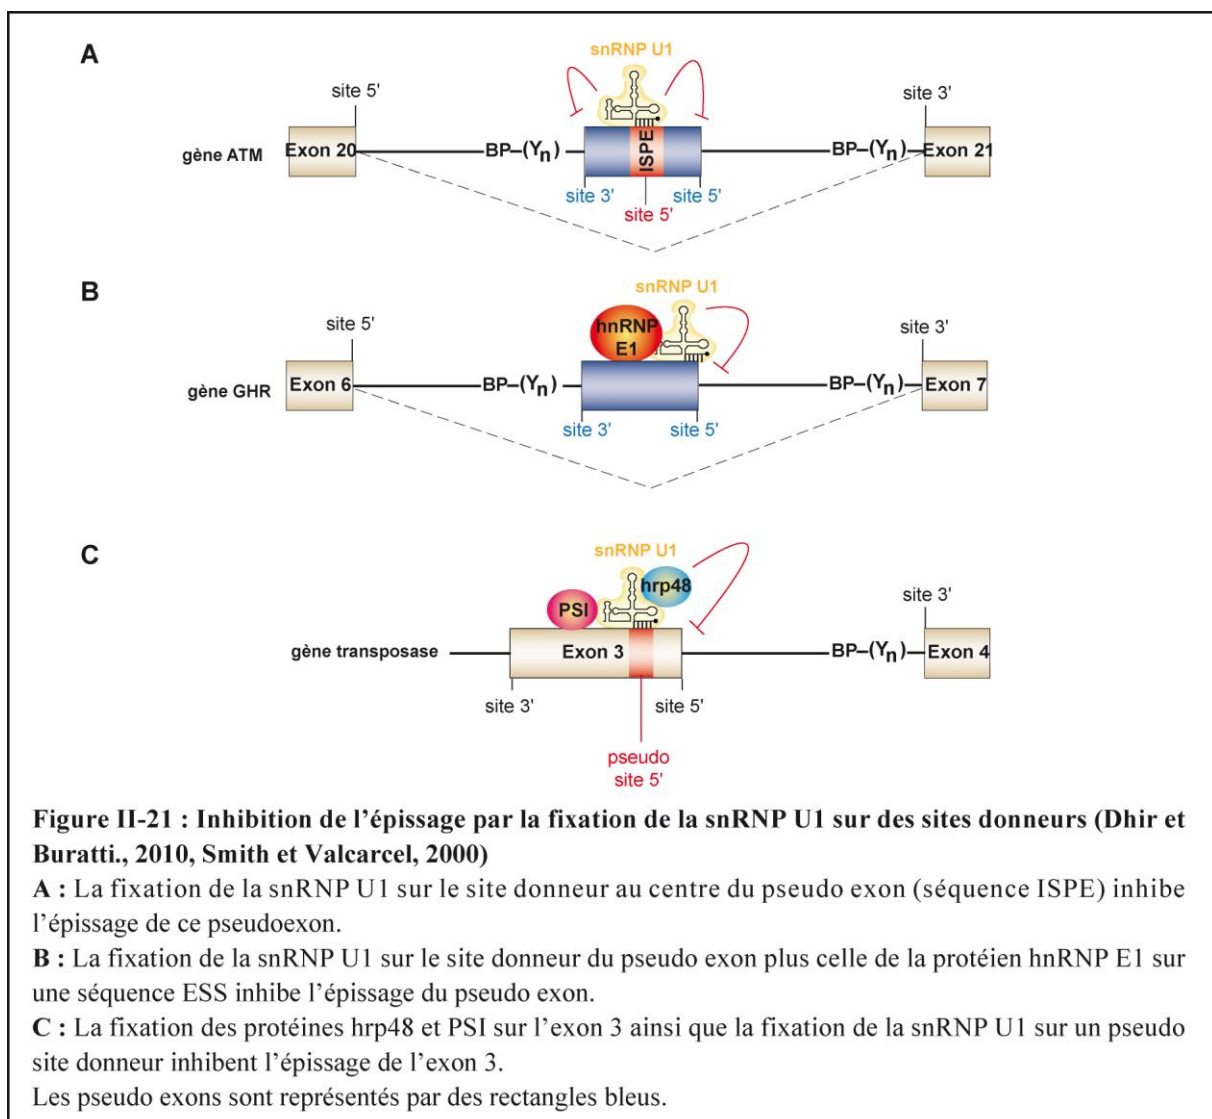 A
snRNP U1
site 5'
site 3'
gène ATM
Exon 20
BP–(Yn)
ISPE
BP–(Yn)
Exon 21
site 3'
site 5'
site 5'
B
snRNP U1
site 5'
site 3'
hnRNP
E1
gène GHR
Exon 6
BP–(Yn)
BP–(Yn)
Exon 7
site 3'
site 5'
C
snRNP U1
hrp48
PSI
site 3'
gène transposase
Exon 3
BP–(Yn)
Exon 4
site 3'
site 5'
pseudo
site 5'
Figure II-21 : Inhibition de l’épissage par la fixation de la snRNP U1 sur des sites donneurs (Dhir et
Buratti., 2010, Smith et Valcarcel, 2000)
A : La fixation de la snRNP U1 sur le site donneur au centre du pseudo exon (séquence ISPE) inhibe
l’épissage de ce pseudoexon.
B : La fixation de la snRNP U1 sur le site donneur du pseudo exon plus celle de la protéien hnRNP E1 sur
une séquence ESS inhibe l’épissage du pseudo exon.
C : La fixation des protéines hrp48 et PSI sur l’exon 3 ainsi que la fixation de la snRNP U1 sur un pseudo
site donneur inhibent l’épissage de l’exon 3.
Les pseudo exons sont représentés par des rectangles bleus.